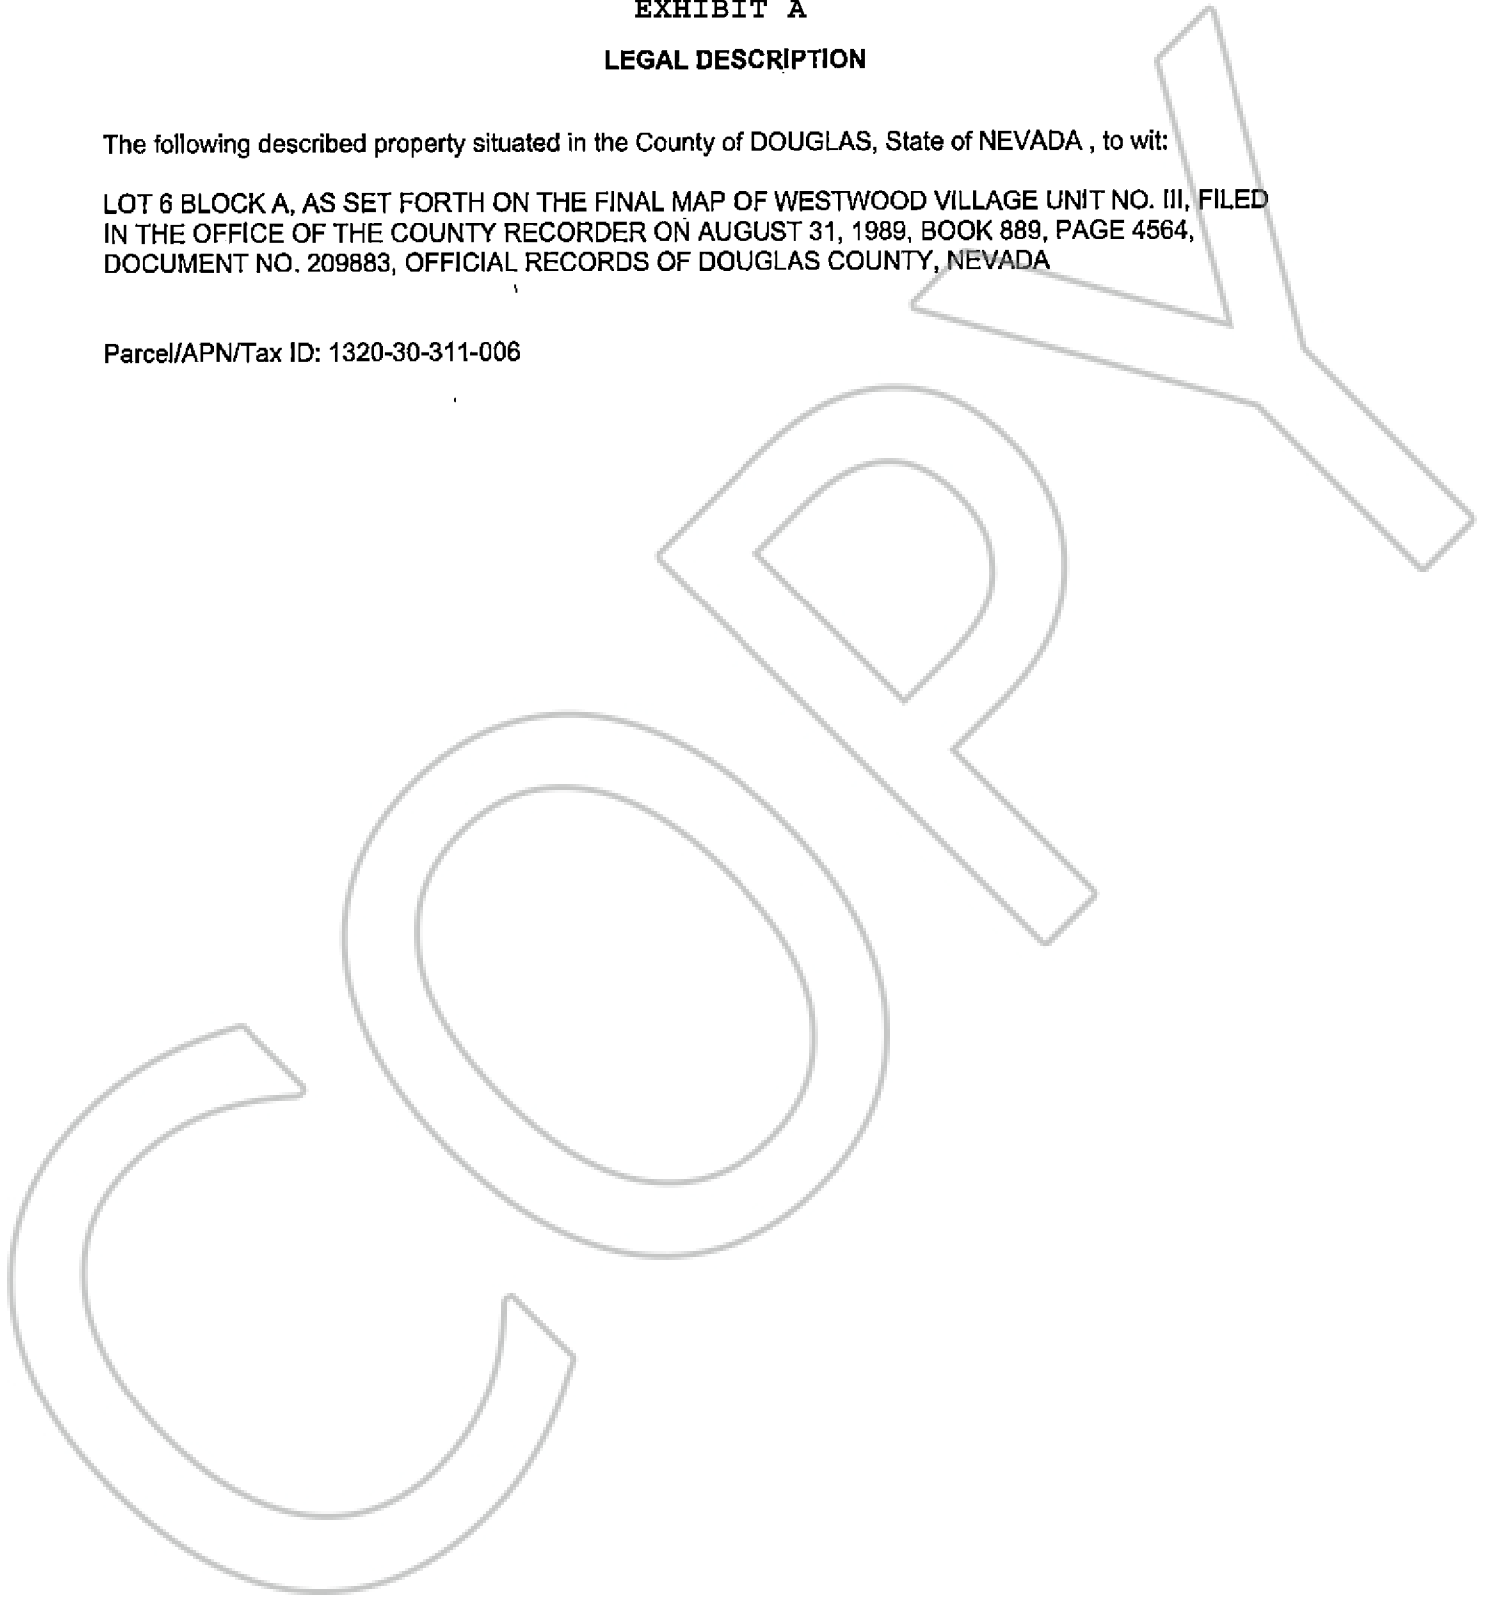 EXHIBIT A
LEGAL DESCRIPTION
The following described property situated in the County of DOUGLAS, State of NEVADA , to wit:
LOT 6 BLOCK A, AS SET FORTH ON THE FINAL MAP OF WESTWOOD VILLAGE UNIT NO. III, FILED
IN THE OFFICE OF THE COUNTY RECORDER ON AUGUST 31, 1989, BOOK 889, PAGE 4564,
DOCUMENT NO. 209883, OFFICIAL RECORDS OF DOUGLAS COUNTY, NEVADA
Parcel/APN/Tax ID: 1320-30-311-006
COPY